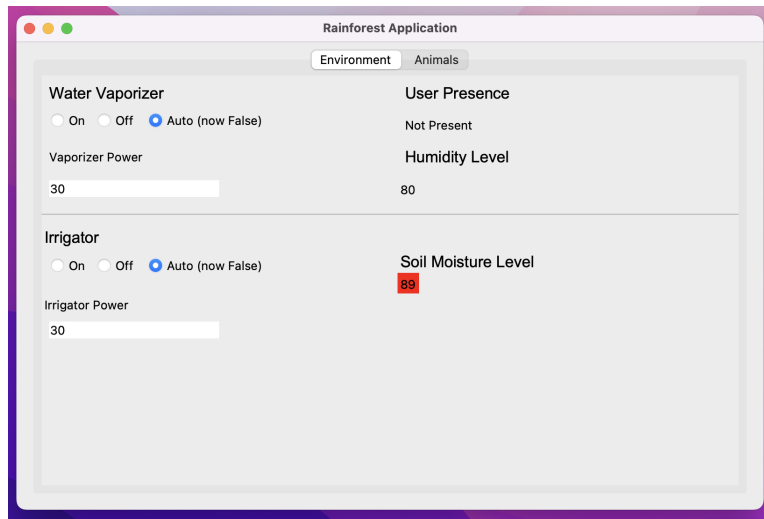 Rainforest Application
Environment Animals
Water Vaporizer
On Off Auto (now False)
Vaporizer Power
30
User Presence
Not Present
Humidity Level
80
Irrigator
On Off Auto (now False)
Irrigator Power
30
Soil Moisture Level
89